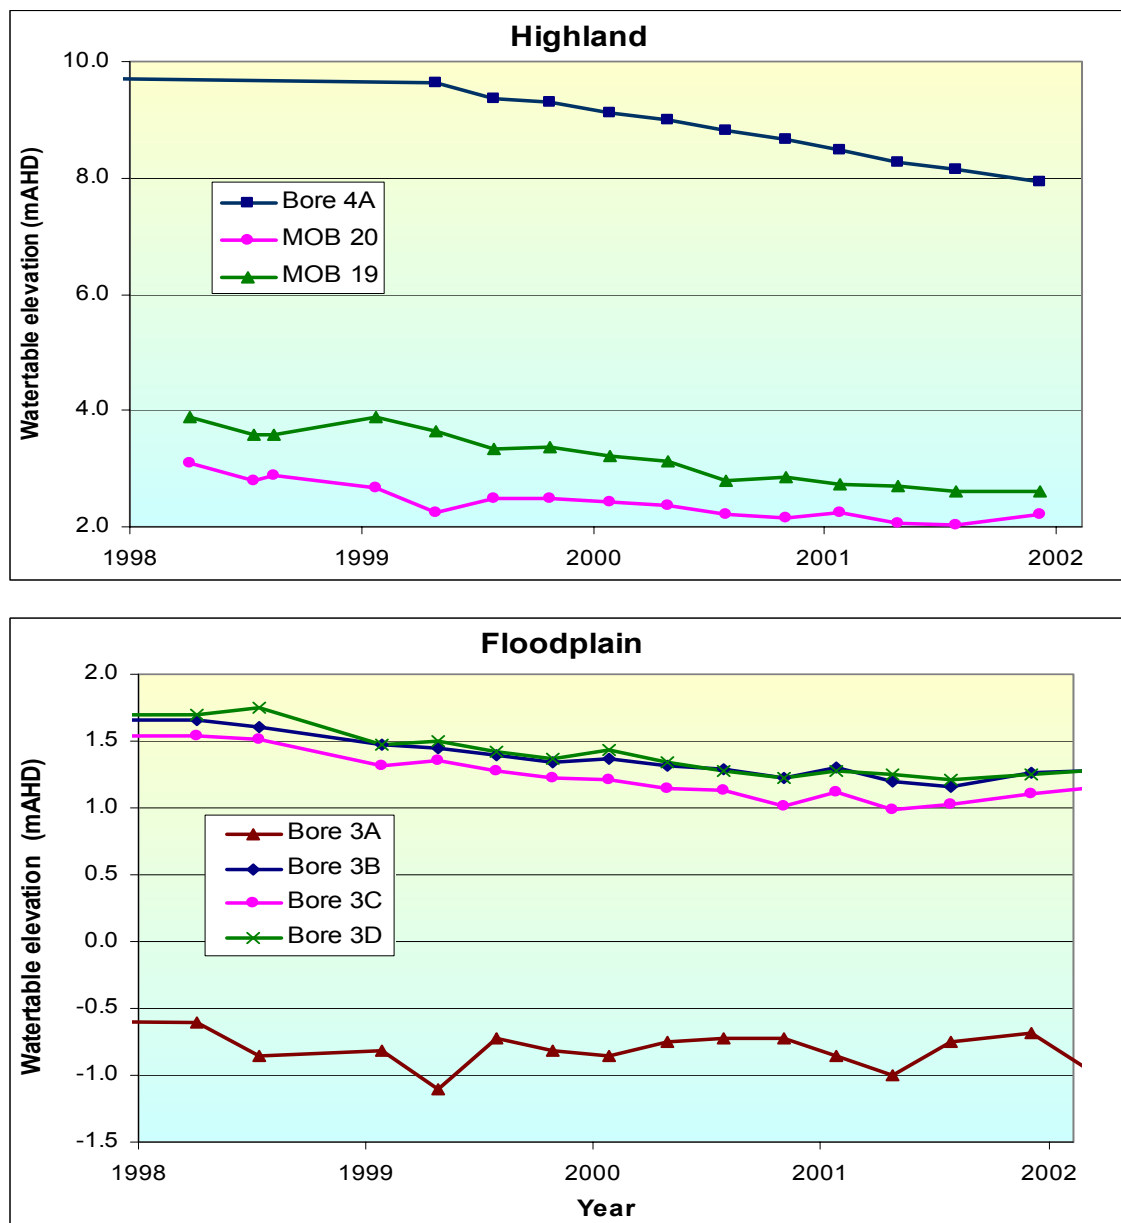 Highland
Watertable elevation (mAHD)
10.0
8.0
6.0
4.0
2.0
Bore 4A
MOB 20
MOB 19
1998
1999
2000
2001
2002
Floodplain
Watertable elevation (mAHD)
2.0
1.5
1.0
0.5
0.0
-0.5
-1.0
-1.5
Bore 3A
Bore 3B
Bore 3C
Bore 3D
1998
1999
2000
2001
2002
Year